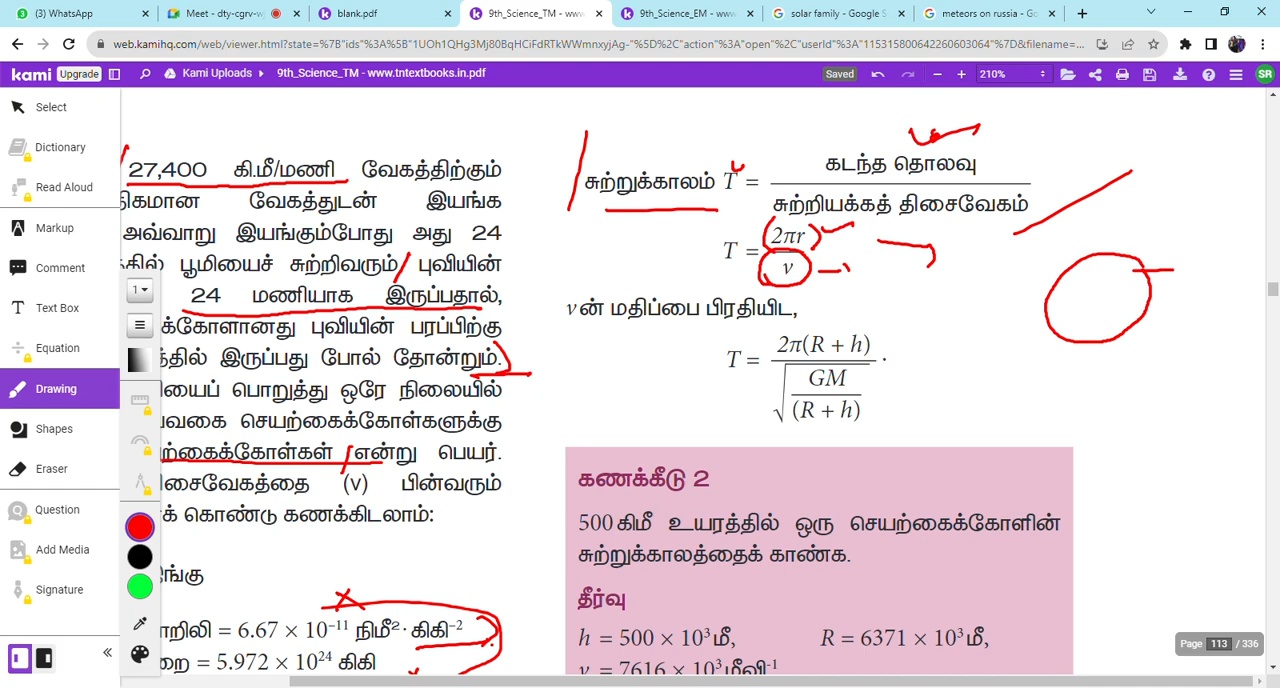 (3) WhatsApp
Meet - dty-cgrv-w
blank.pdf
9th_Science_TM - www
9th_Science_EM - www
solar family - Google S
meteors on russia - Go
web.kamihq.com/web/viewer.html?state=%7B"ids"%3A%5B"1UOh1QHg3Mj80BqHCiFdRTkWWmnxyjAg-"%5D%2C"action"%3A"open"%2C"userId"%3A"115315800642260603064"%7D&filename=...
kami Upgrade
Kami Uploads
9th_Science_TM - www.tntextbooks.in.pdf
Saved
210%
SR
Select
Dictionary
Read Aloud
Markup
Comment
Text Box
Equation
Drawing
Shapes
Eraser
Question
Add Media
Signature
1
27,400 கி.மீ/மணி வேகத்திற்கும்
திகமான வேகத்துடன் இயங்க
அவ்வாறு இயங்கும்போது அது 24
த்தில் பூமியைச் சுற்றிவரும் புவியின்
24 மணியாக இருப்பதால்,
க்கோளானது புவியின் பரப்பிற்கு
த்தில் இருப்பது போல் தோன்றும்.
யைப் பொறுத்து ஒரே நிலையில்
வகை செயற்கைக்கோள்களுக்கு
ற்கைக்கோள்கள் என்று பெயர்.
திசைவேகத்தை (v) பின்வரும்
க் கொண்டு கணக்கிடலாம்:
இங்கு
மாறிலி = 6.67 × 10⁻¹¹ நிமீ²·கிகி⁻²
றை = 5.972 × 10²⁴ கிகி
சுற்றுக்காலம் T = கடந்த தொலவு / சுற்றியக்கத் திசைவேகம்
T = 2πr / v
v ன் மதிப்பை பிரதியிட,
T = 2π(R + h) / √(GM / (R + h)) .
கணக்கீடு 2
500 கிமீ உயரத்தில் ஒரு செயற்கைக்கோளின்
சுற்றுக்காலத்தைக் காண்க.
தீர்வு
h = 500 × 10³ மீ, R = 6371 × 10³ மீ,
v = 7616 × 10³ மீவி⁻¹
Page 113 / 336